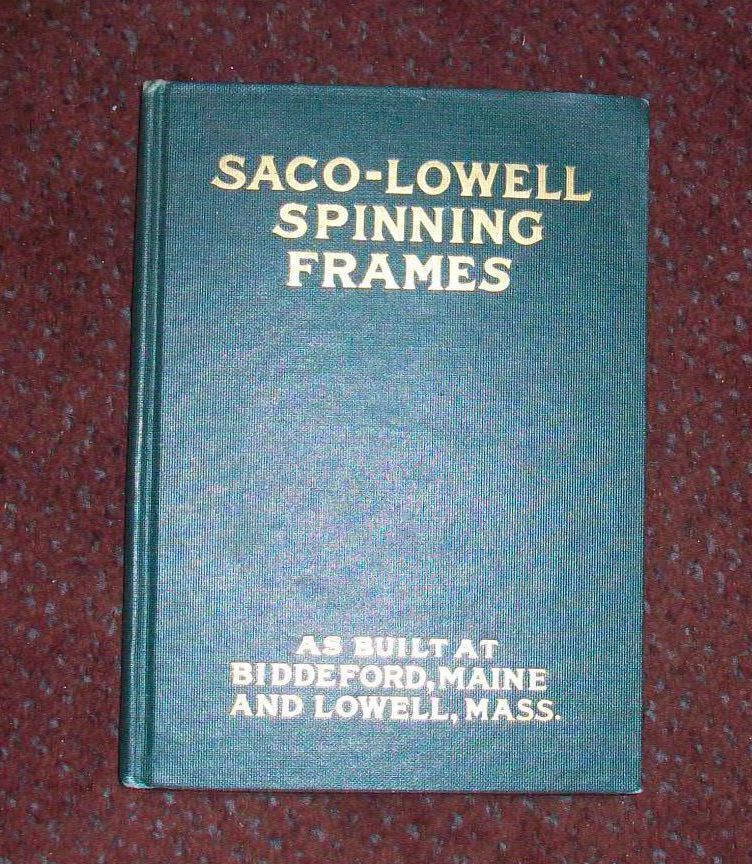 SACO-LOWELL
SPINNING
FRAMES
AS BUILT AT
BIDDEFORD, MAINE
AND LOWELL, MASS.